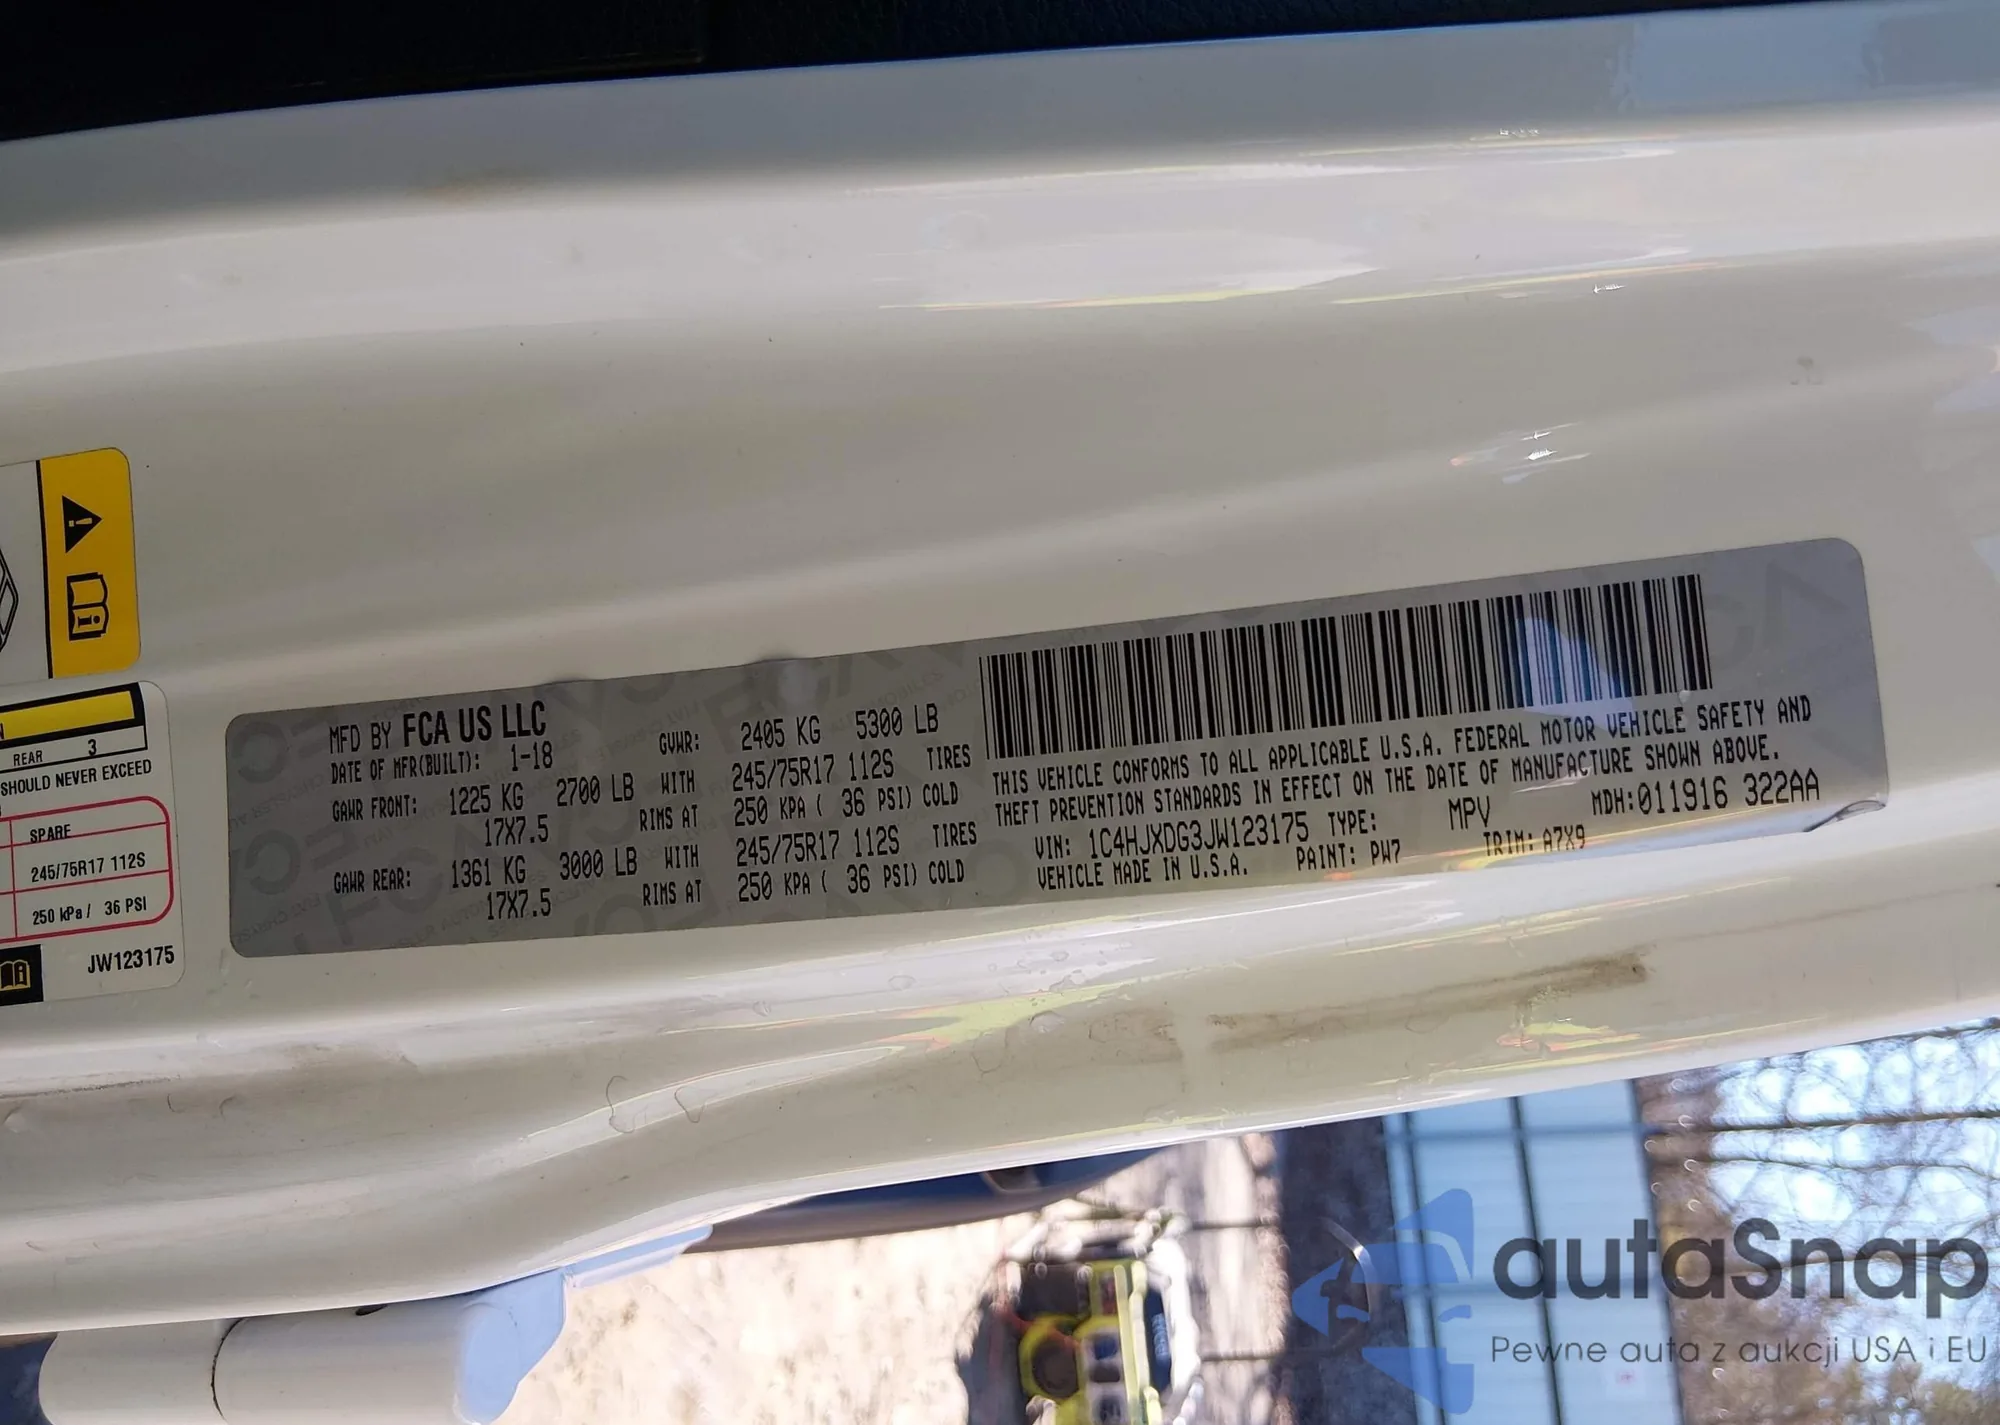 N
REAR 3
SHOULD NEVER EXCEED
SPARE
245/75R17 112S
250 kPa / 36 PSI
JW123175
MFD BY FCA US LLC
DATE OF MFR(BUILT): 1-18
GVWR: 2405 KG 5300 LB
GAWR FRONT: 1225 KG 2700 LB WITH 245/75R17 112S TIRES
17X7.5 RIMS AT 250 KPA ( 36 PSI) COLD
GAWR REAR: 1361 KG 3000 LB WITH 245/75R17 112S TIRES
17X7.5 RIMS AT 250 KPA ( 36 PSI) COLD
THIS VEHICLE CONFORMS TO ALL APPLICABLE U.S.A. FEDERAL MOTOR VEHICLE SAFETY AND
THEFT PREVENTION STANDARDS IN EFFECT ON THE DATE OF MANUFACTURE SHOWN ABOVE.
VIN: 1C4HJXDG3JW123175 TYPE: MPV MDH:011916 322AA
VEHICLE MADE IN U.S.A. PAINT: PW7 TRIM: A7X9
autaSnap
Pewne auta z aukcji USA i EU